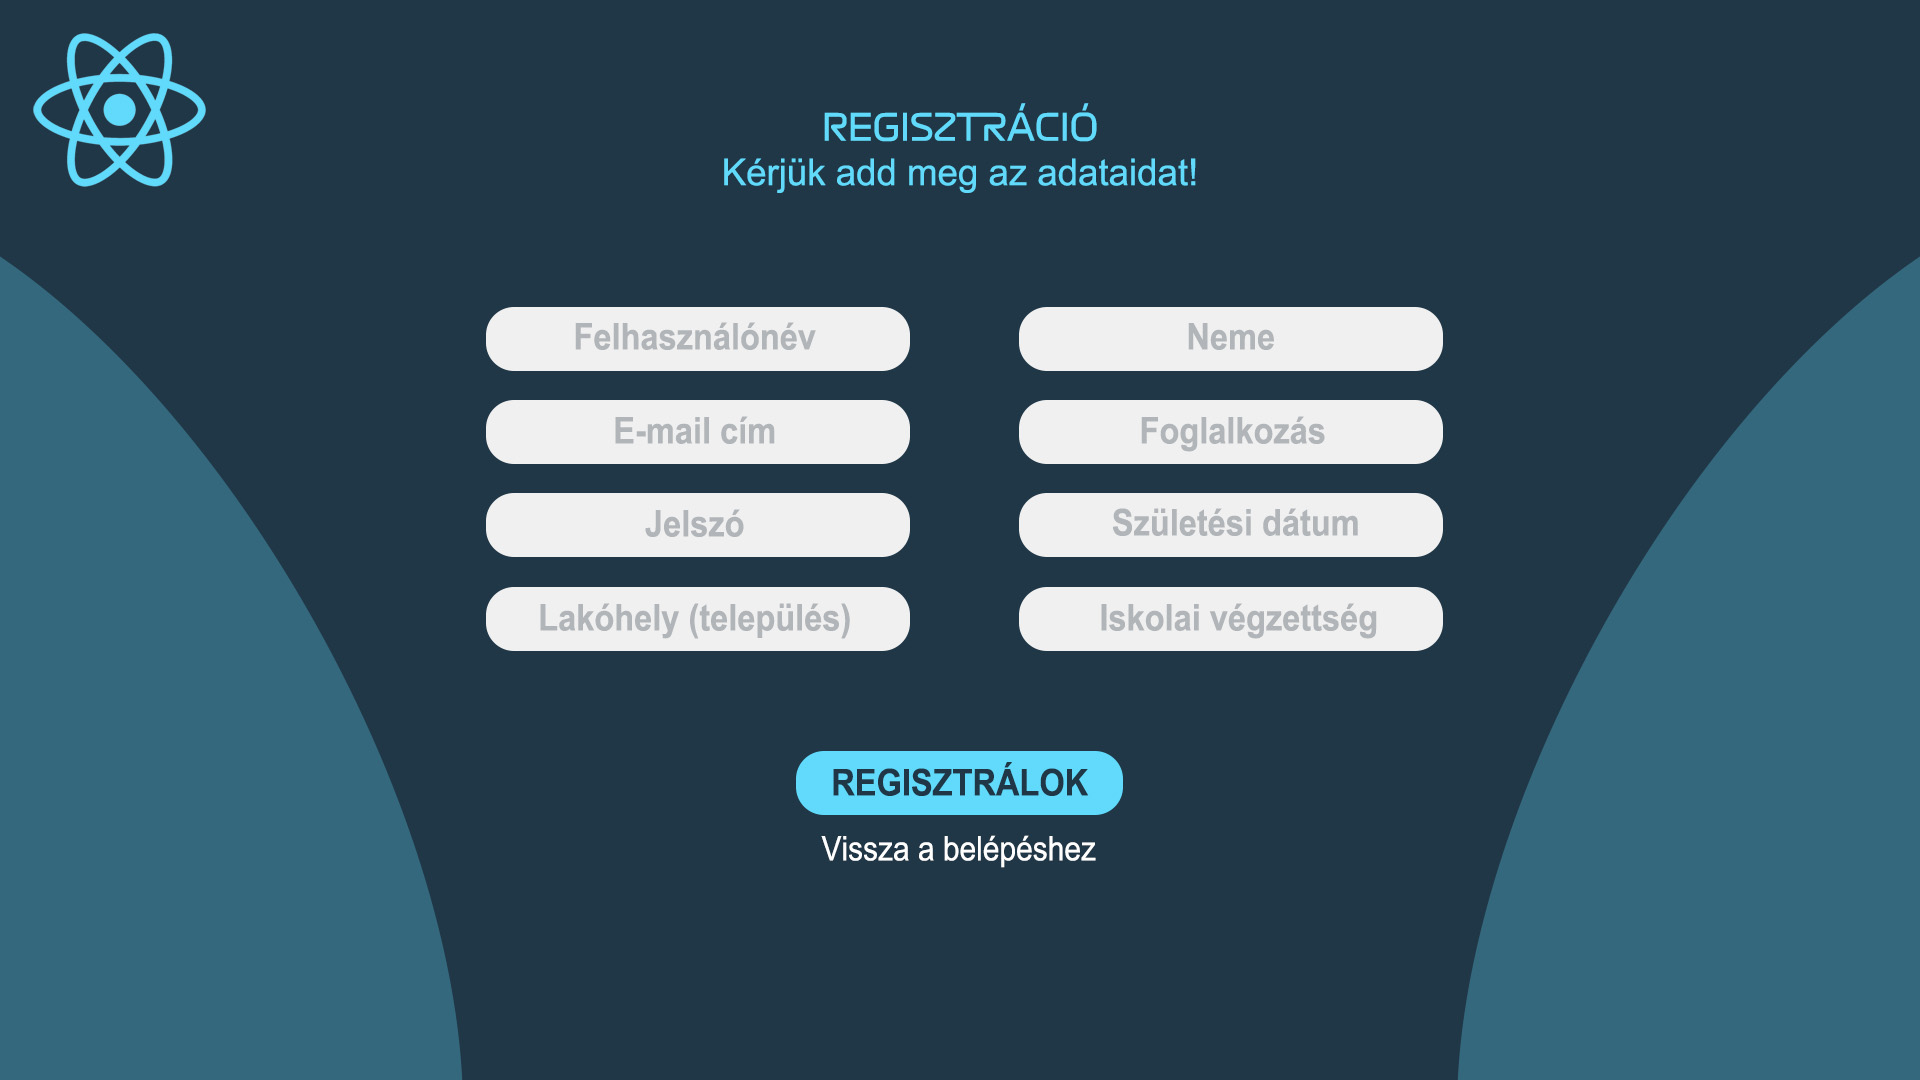 REGISZTRÁCIÓ
Kérjük add meg az adataidat!
Felhasználónév
Neme
E-mail cím
Foglalkozás
Jelszó
Születési dátum
Lakóhely (település)
Iskolai végzettség
REGISZTRÁLOK
Vissza a belépéshez